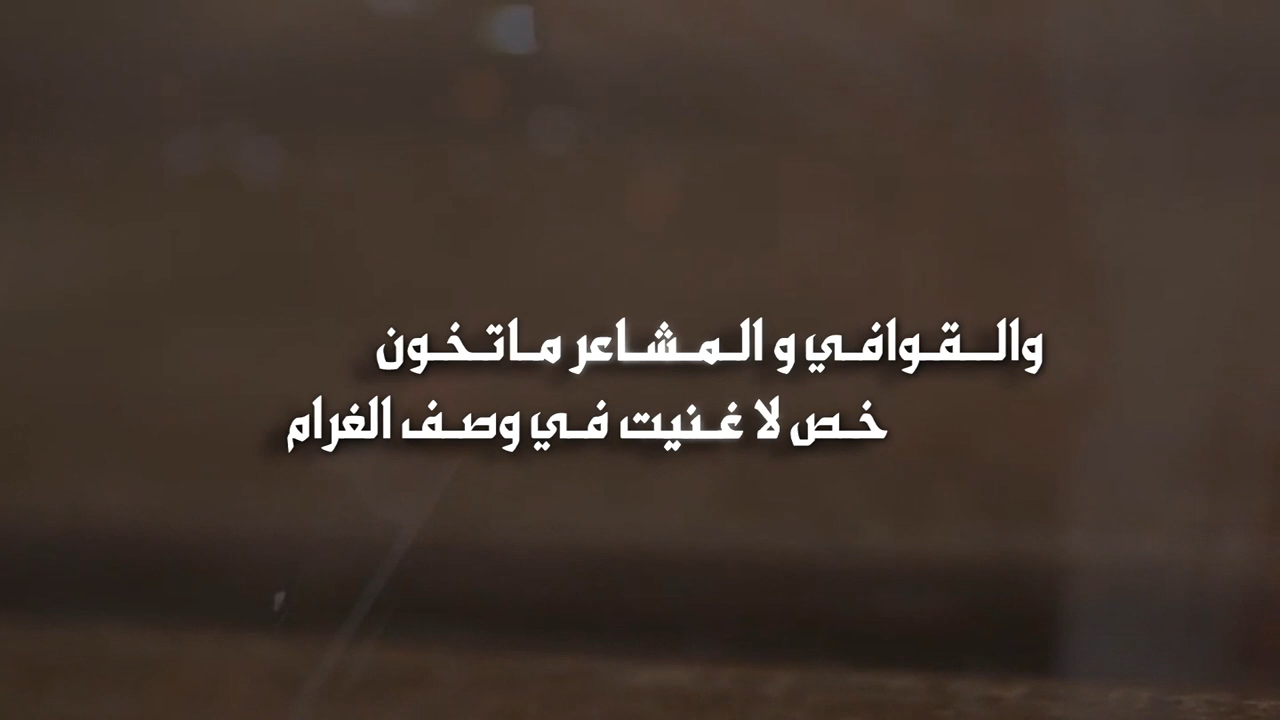 والقوافي و المشاعر ماتخون
خص لا غنيت في وصف الغرام